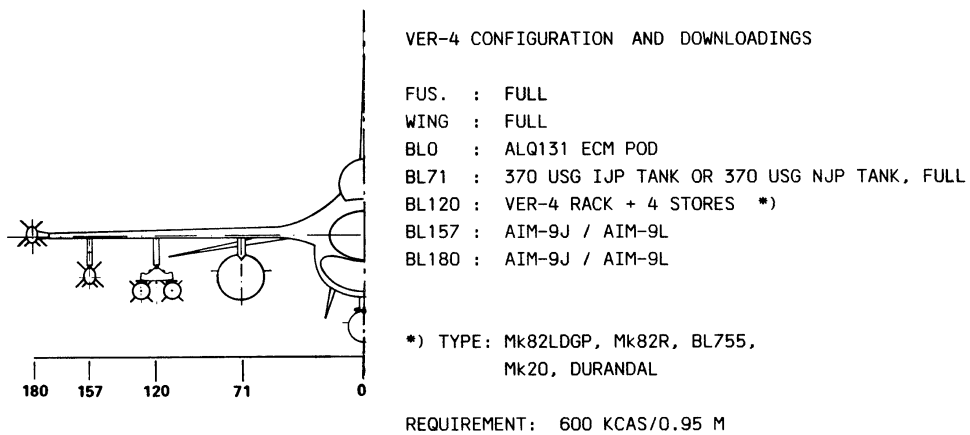 VER-4 CONFIGURATION AND DOWNLOADINGS
FUS. : FULL
WING : FULL
BL0 : ALQ131 ECM POD
BL71 : 370 USG IJP TANK OR 370 USG NJP TANK, FULL
BL120 : VER-4 RACK + 4 STORES *)
BL157 : AIM-9J / AIM-9L
BL180 : AIM-9J / AIM-9L
*) TYPE: Mk82LDGP, Mk82R, BL755,
Mk20, DURANDAL
REQUIREMENT: 600 KCAS/0.95 M
180 157 120 71 0